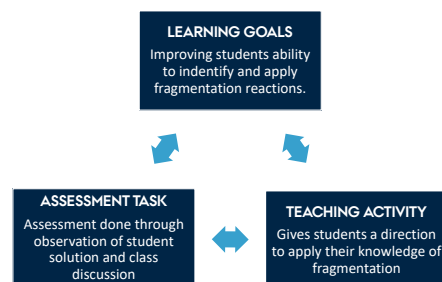 LEARNING GOALS
Improving students ability
to indentify and apply
fragmentation reactions.
ASSESSMENT TASK
Assessment done through
observation of student
solution and class
discussion
TEACHING ACTIVITY
Gives students a direction
to apply their knowledge of
fragmentation